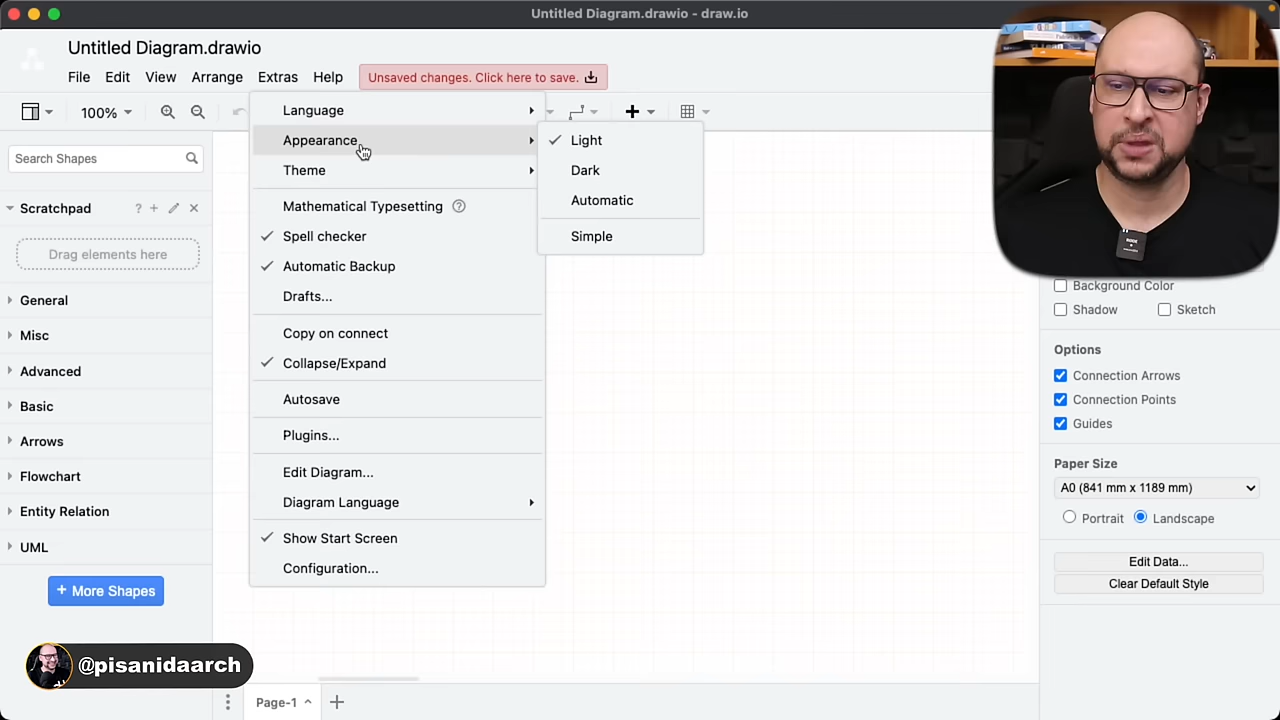 Untitled Diagram.drawio - draw.io
Untitled Diagram.drawio
File Edit View Arrange Extras Help
Unsaved changes. Click here to save.
100%
Search Shapes
Scratchpad
?
Drag elements here
General
Misc
Advanced
Basic
Arrows
Flowchart
Entity Relation
UML
+ More Shapes
Language
Appearance
Theme
Mathematical Typesetting ?
Spell checker
Automatic Backup
Drafts...
Copy on connect
Collapse/Expand
Autosave
Plugins...
Edit Diagram...
Diagram Language
Show Start Screen
Configuration...
Light
Dark
Automatic
Simple
RODE
Background Color
Shadow Sketch
Options
Connection Arrows
Connection Points
Guides
Paper Size
A0 (841 mm x 1189 mm)
Portrait Landscape
Edit Data...
Clear Default Style
@pisanidaarch
Page-1